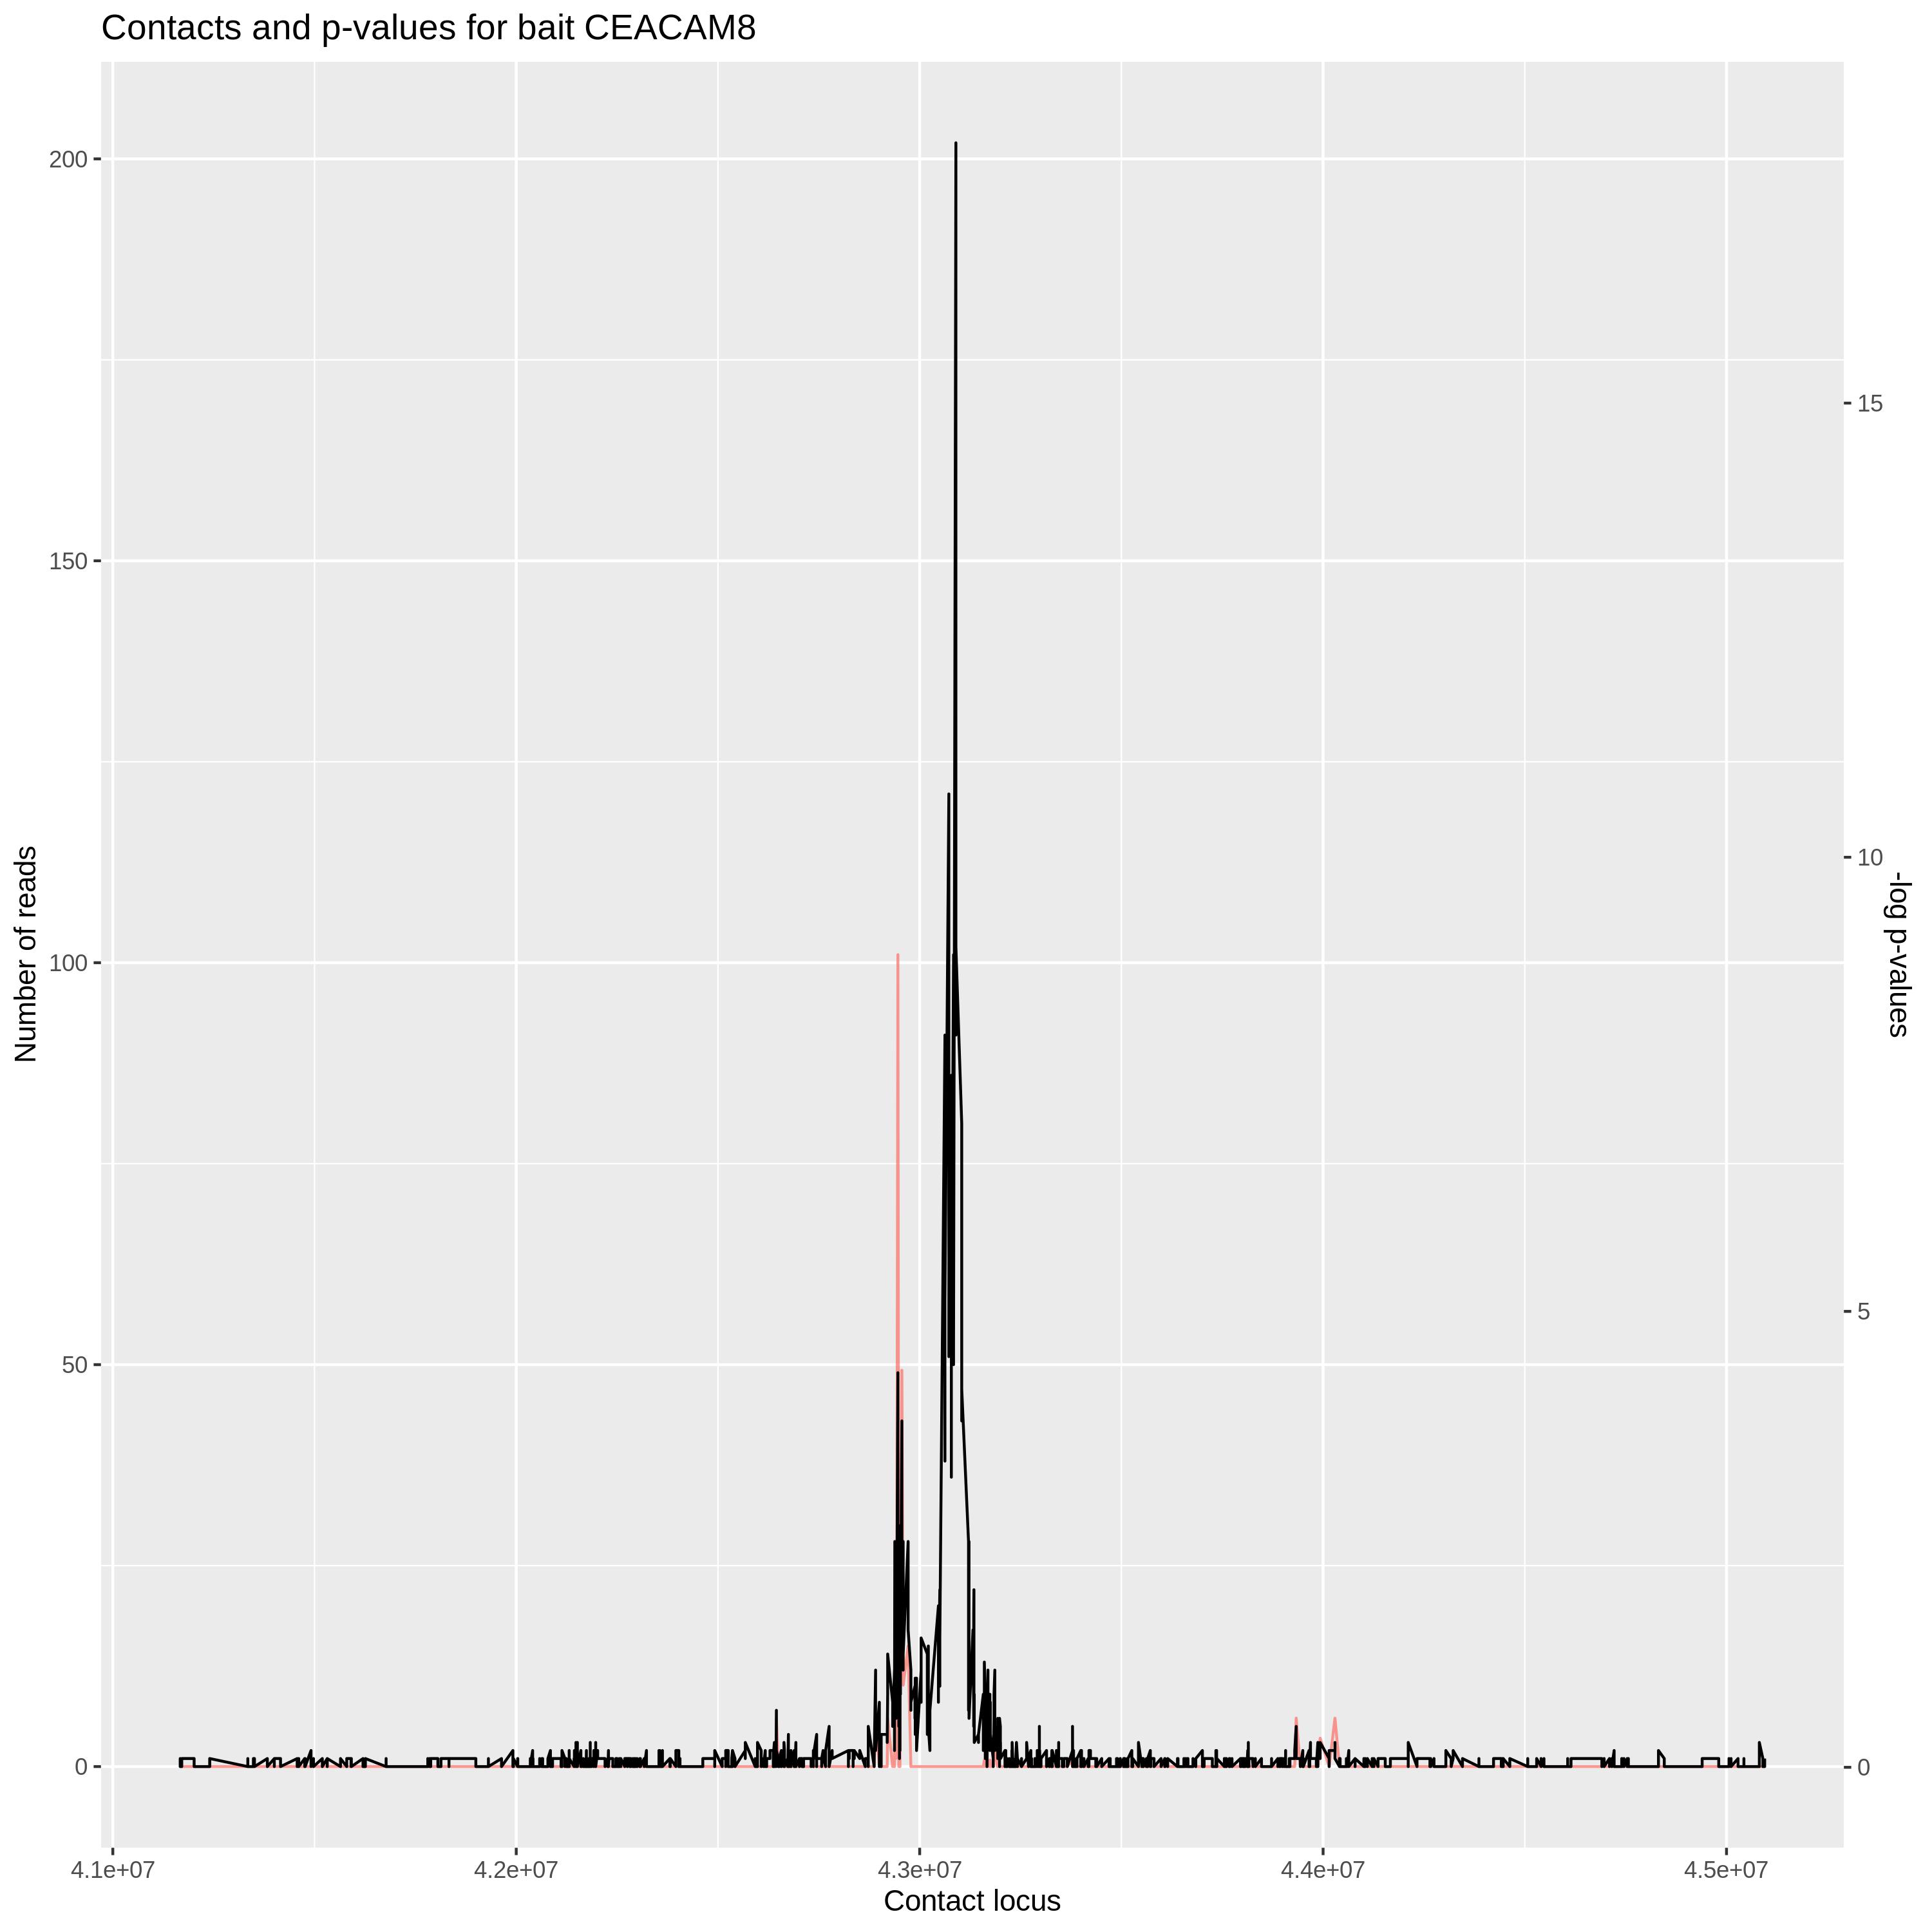 Contacts and p-values for bait CEACAM8
Number of reads
200
150
100
50
0
15
10
5
0
-log p-values
4.1e+07
4.2e+07
4.3e+07
4.4e+07
4.5e+07
Contact locus